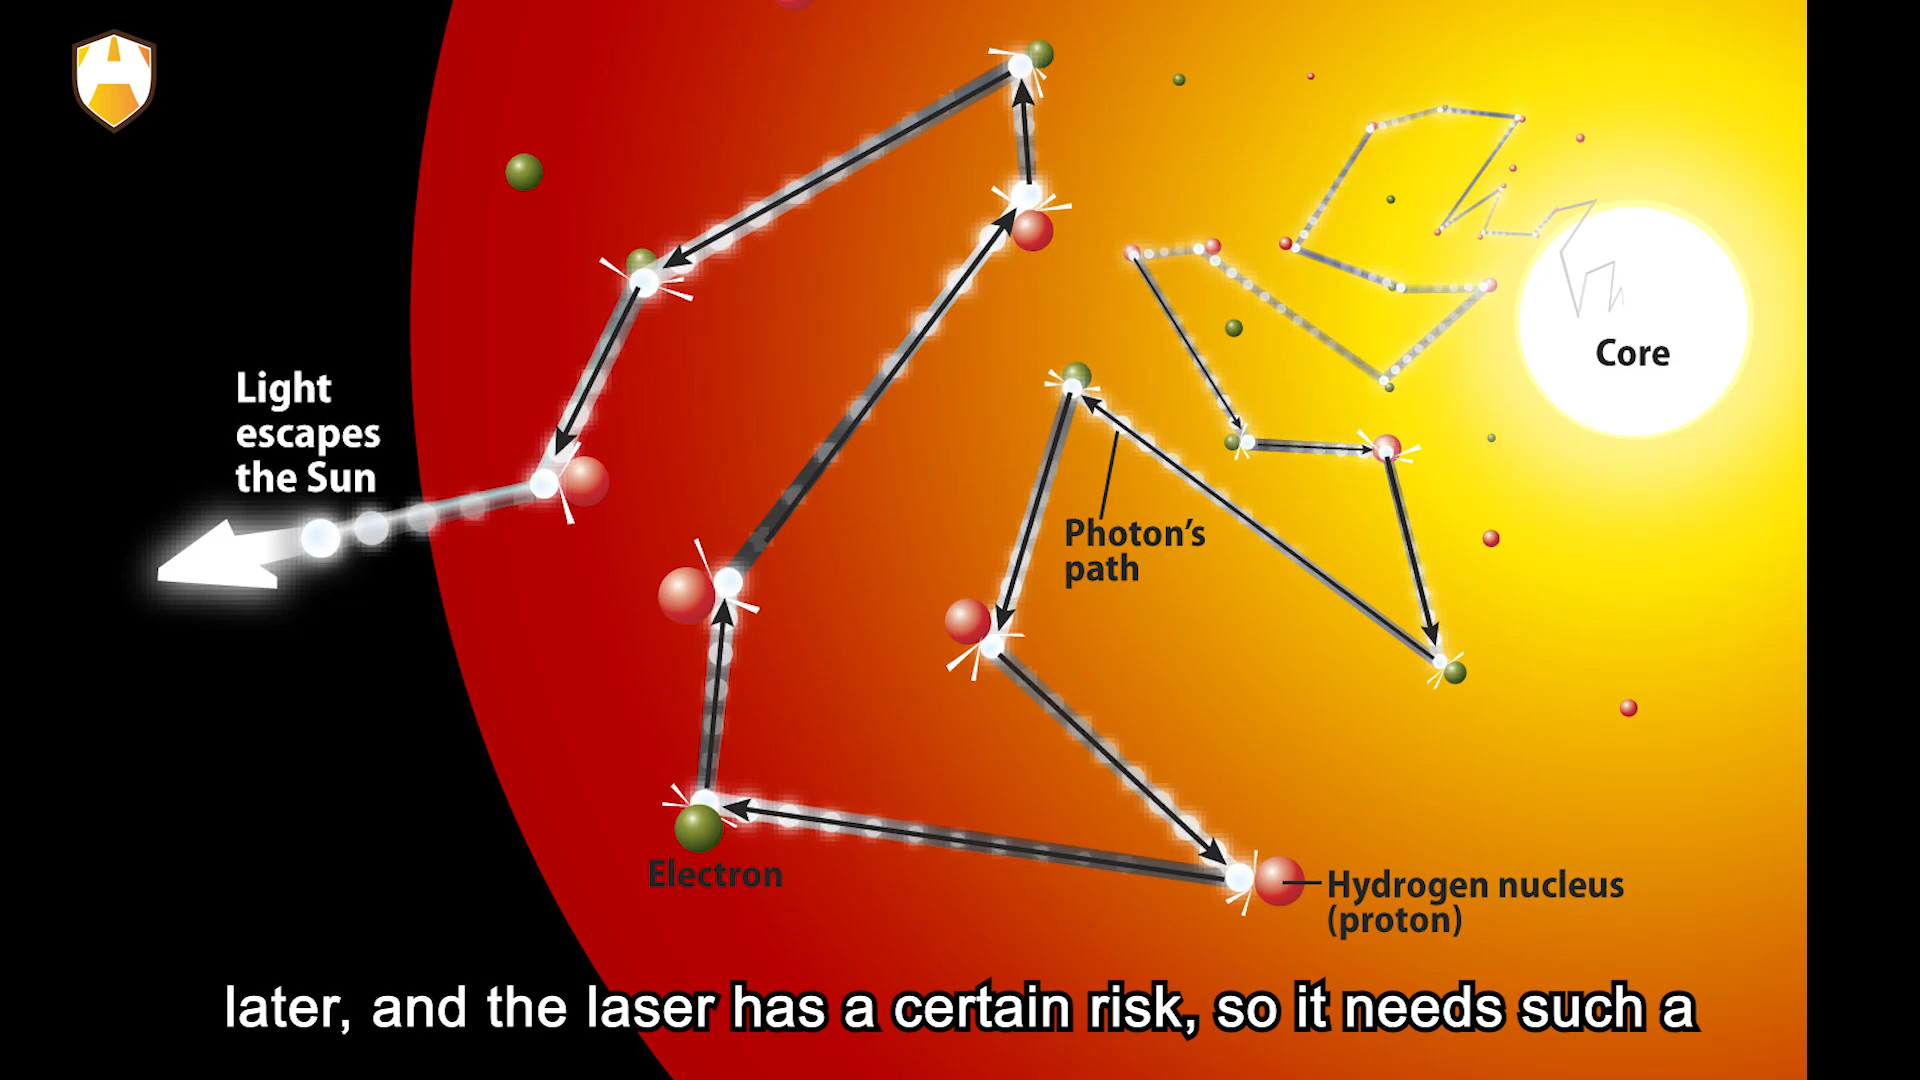 Core
Light
escapes
the Sun
Photon's
path
Electron
Hydrogen nucleus
(proton)
later, and the laser has a certain risk, so it needs such a